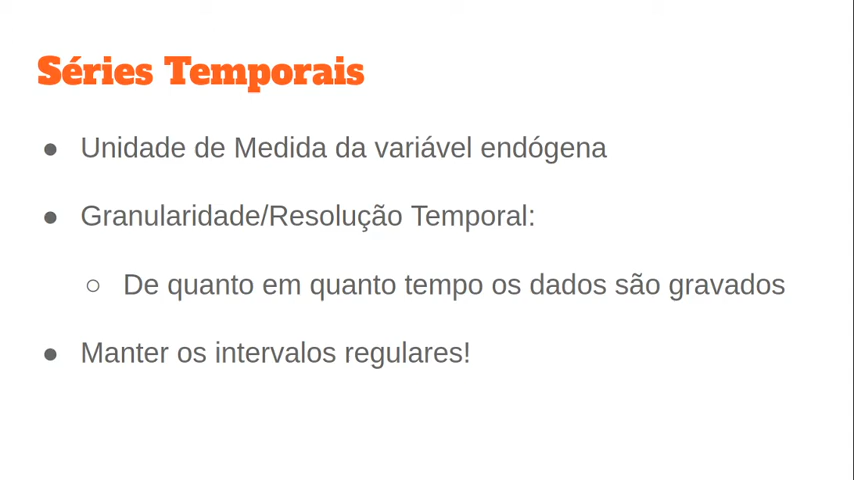 Séries Temporais
● Unidade de Medida da variável endógena
● Granularidade/Resolução Temporal:
○ De quanto em quanto tempo os dados são gravados
● Manter os intervalos regulares!